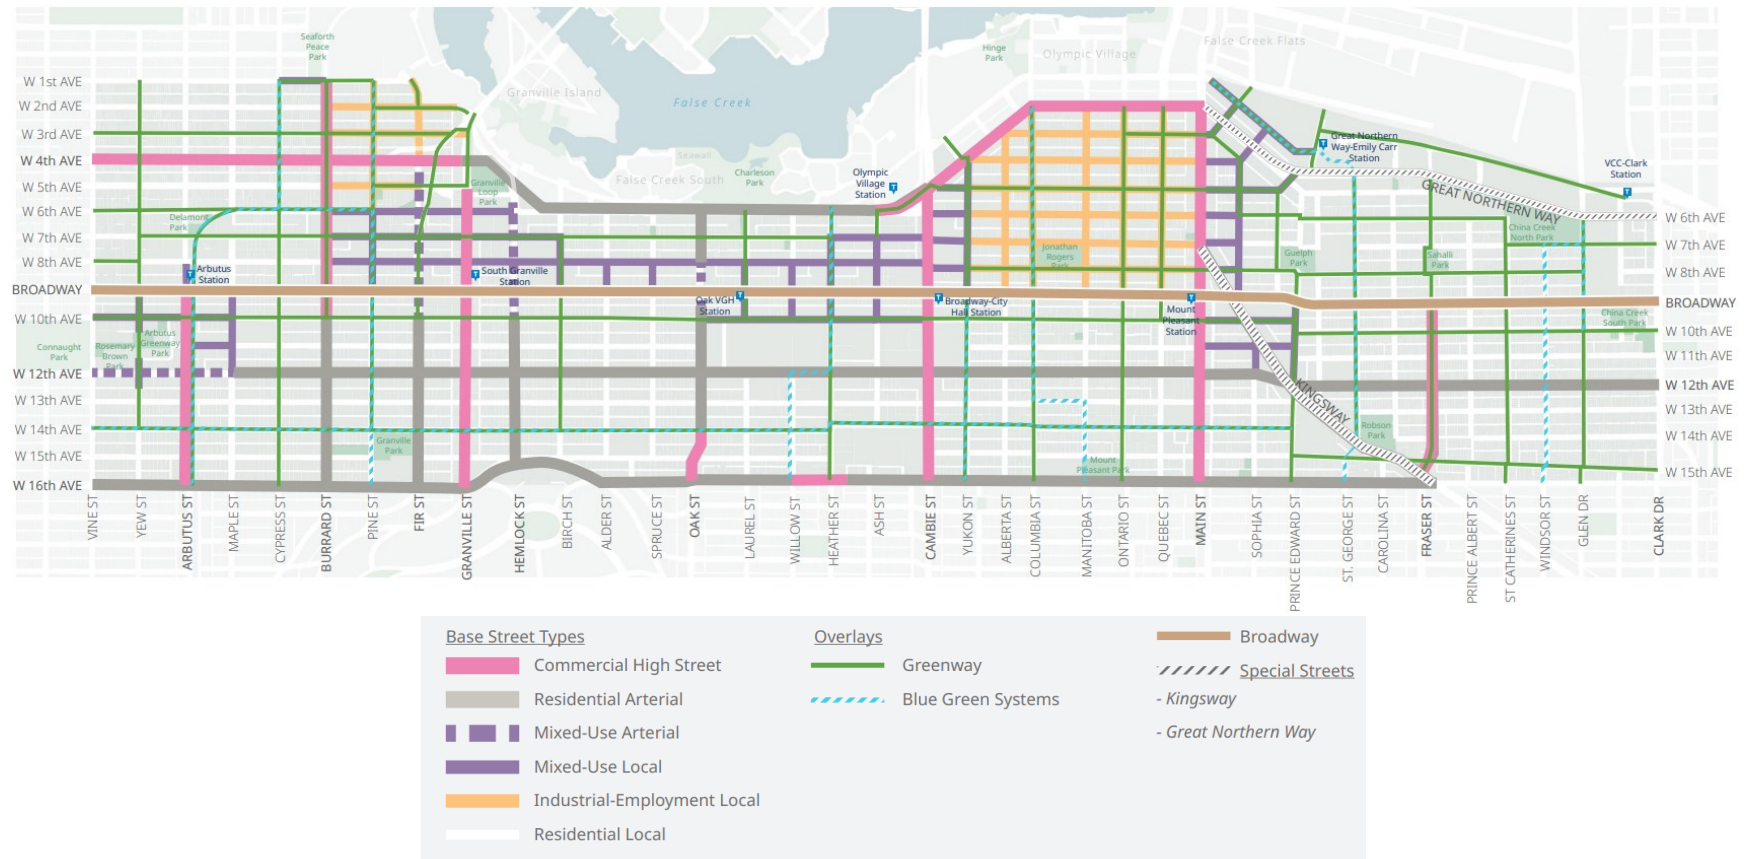 Seaforth
Peace
Park
Granville Island
False Creek
Hinge
Park
Olympic Village
False Creek Flats
W 1st AVE
W 2nd AVE
W 3rd AVE
W 4th AVE
W 5th AVE
W 6th AVE
W 7th AVE
W 8th AVE
BROADWAY
W 10th AVE
W 12th AVE
W 13th AVE
W 14th AVE
W 15th AVE
W 16th AVE
Seawall
False Creek South
Charleson
Park
Olympic
Village
Station
Granville
Loop
Park
Delamont
Park
Arbutus
Station
South Granville
Station
Oak VGH
Station
Broadway-City
Hall Station
Jonathan
Rogers
Park
Mount
Pleasant
Station
Great Northern
Way-Emily Carr
Station
VCC-Clark
Station
GREAT NORTHERN WAY
China Creek
North Park
Guelph
Park
Sahalli
Park
China Creek
South Park
Connaught
Park
Rosemary
Brown
Park
Arbutus
Greenway
Park
Granville
Park
Mount
Pleasant Park
KINGSWAY
Robson
Park
W 6th AVE
W 7th AVE
W 8th AVE
BROADWAY
W 10th AVE
W 11th AVE
W 12th AVE
W 13th AVE
W 14th AVE
W 15th AVE
VINE ST
YEW ST
ARBUTUS ST
MAPLE ST
CYPRESS ST
BURRARD ST
PINE ST
FIR ST
GRANVILLE ST
HEMLOCK ST
BIRCH ST
ALDER ST
SPRUCE ST
OAK ST
LAUREL ST
WILLOW ST
HEATHER ST
ASH ST
CAMBIE ST
YUKON ST
ALBERTA ST
COLUMBIA ST
MANITOBA ST
ONTARIO ST
QUEBEC ST
MAIN ST
SOPHIA ST
PRINCE EDWARD ST
ST. GEORGE ST
CAROLINA ST
FRASER ST
PRINCE ALBERT ST
ST CATHERINES ST
WINDSOR ST
GLEN DR
CLARK DR
Base Street Types
Commercial High Street
Residential Arterial
Mixed-Use Arterial
Mixed-Use Local
Industrial-Employment Local
Residential Local
Overlays
Greenway
Blue Green Systems
Broadway
Special Streets
- Kingsway
- Great Northern Way